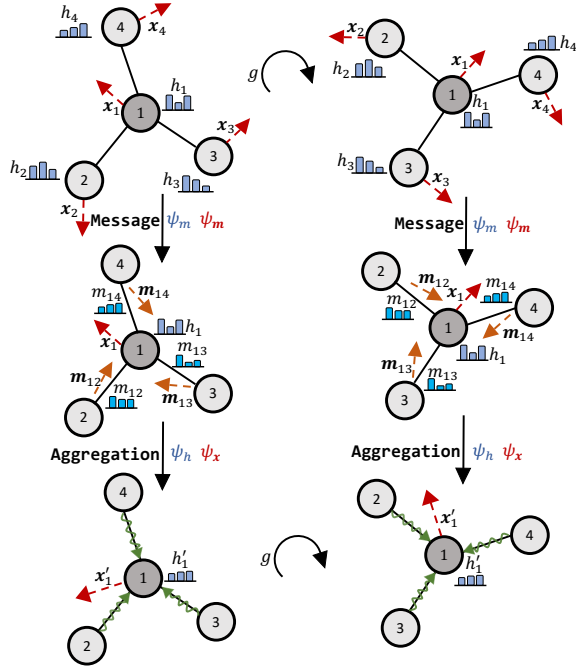 h₄ 4 𝒙₄
g
𝒙₂ 2 h₂
𝒙₁ h₄
1 h₁ 4 𝒙₄
𝒙₁ 1 h₁
h₂ 2 𝒙₂
𝒙₃ 3 h₃
h₃ 3 𝒙₃
Message ψₘ ψₘ
Message ψₘ ψₘ
4 m₁₄ 𝒎₁₄
𝒙₁ 1 h₁
m₁₃ 𝒎₁₃ 3
𝒎₁₂ m₁₂ 2
2 𝒎₁₂ m₁₂
𝒙₁ m₁₄ 4
1 h₁ 𝒎₁₄
𝒎₁₃ m₁₃ 3
Aggregation ψₕ ψₓ
Aggregation ψₕ ψₓ
4
𝒙′₁ 1 h′₁
2 3
g
2 𝒙′₁ 4
1 h′₁
3